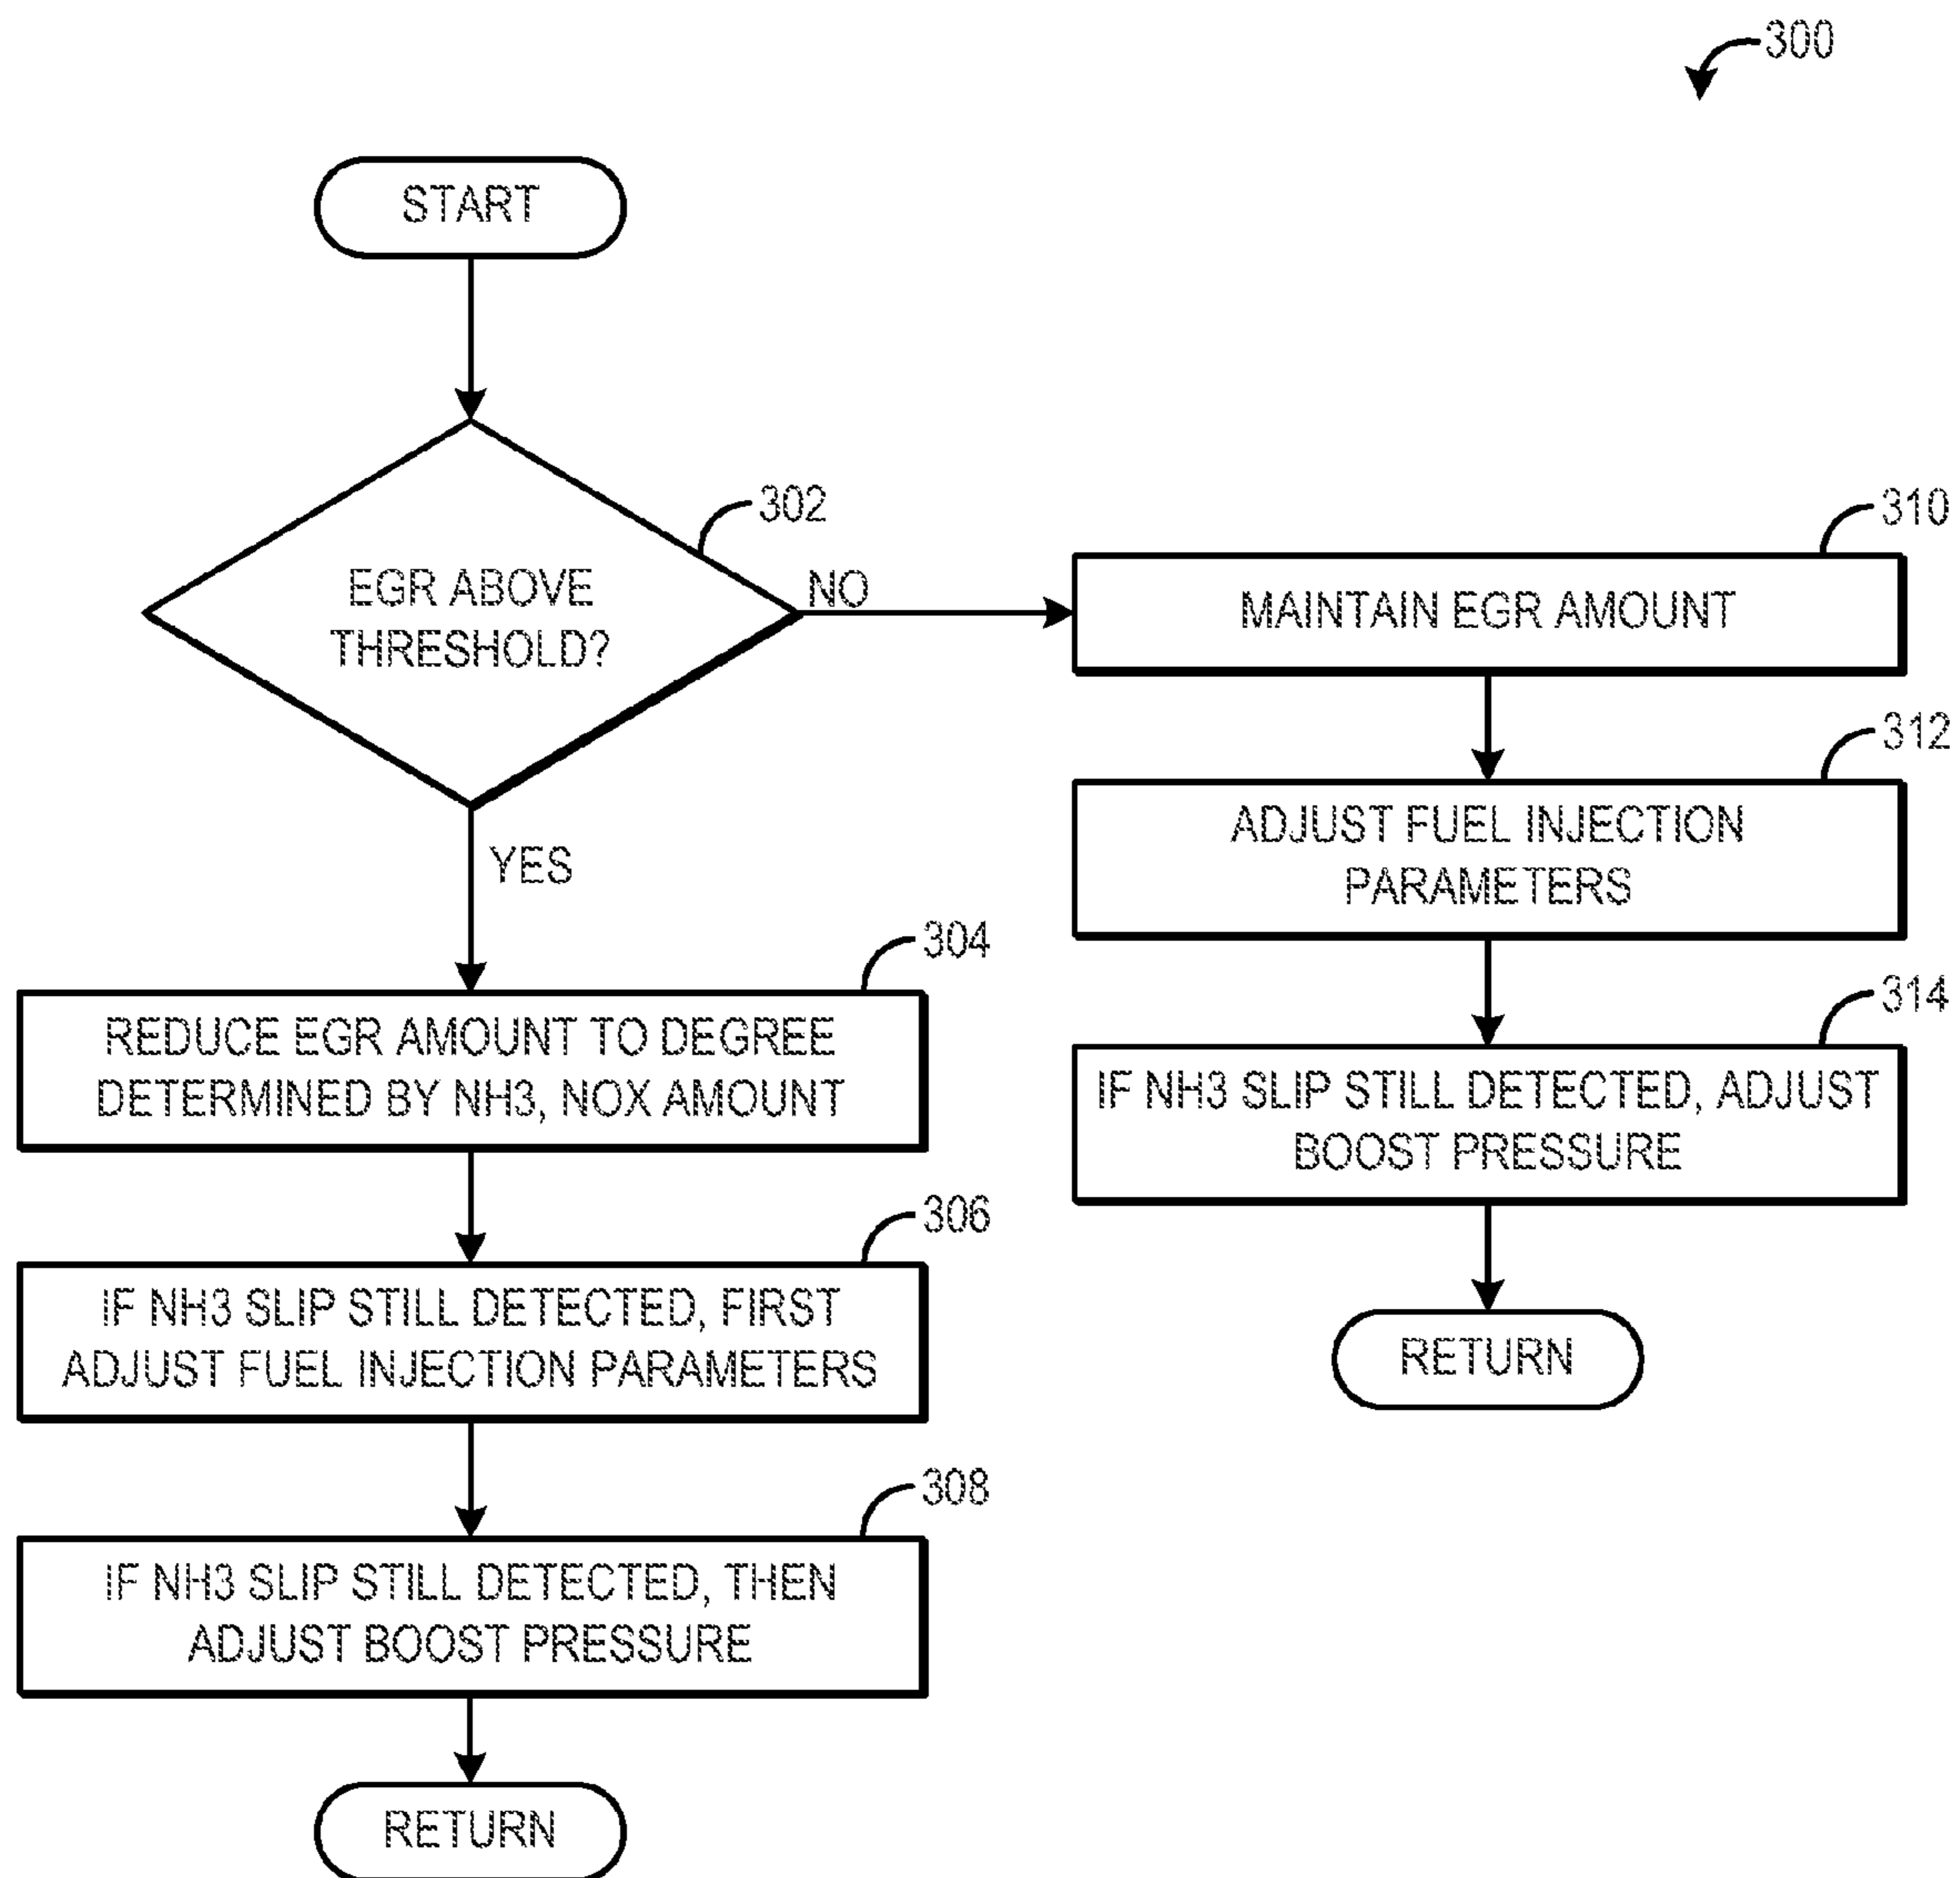 300
START
302
EGR ABOVE
THRESHOLD?
NO
YES
304
REDUCE EGR AMOUNT TO DEGREE
DETERMINED BY NH3, NOX AMOUNT
306
IF NH3 SLIP STILL DETECTED, FIRST
ADJUST FUEL INJECTION PARAMETERS
308
IF NH3 SLIP STILL DETECTED, THEN
ADJUST BOOST PRESSURE
RETURN
310
MAINTAIN EGR AMOUNT
312
ADJUST FUEL INJECTION
PARAMETERS
314
IF NH3 SLIP STILL DETECTED, ADJUST
BOOST PRESSURE
RETURN